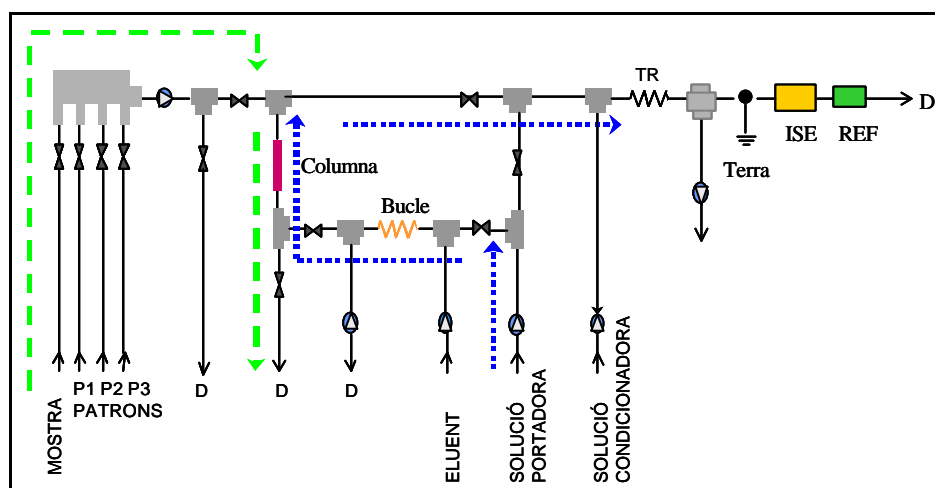 TR
D
ISE
REF
Terra
Columna
Bucle
P1 P2 P3
PATRONS
D
D
D
MOSTRA
ELUENT
SOLUCIÓ
PORTADORA
SOLUCIÓ
CONDICIONADORA